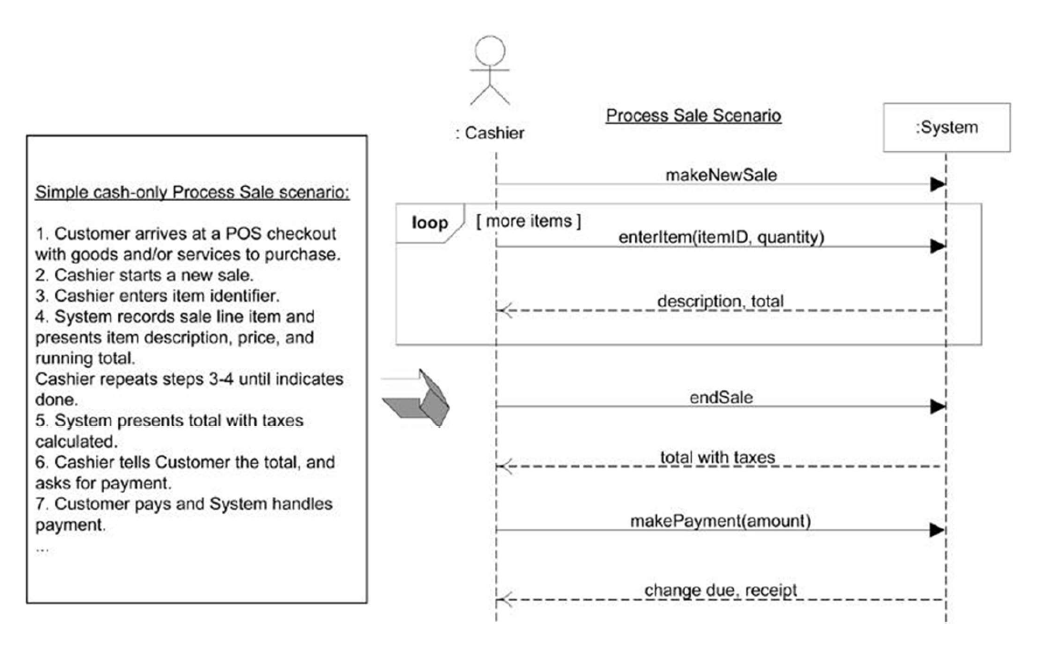 Simple cash-only Process Sale scenario:
1. Customer arrives at a POS checkout
with goods and/or services to purchase.
2. Cashier starts a new sale.
3. Cashier enters item identifier.
4. System records sale line item and
presents item description, price, and
running total.
Cashier repeats steps 3-4 until indicates
done.
5. System presents total with taxes
calculated.
6. Cashier tells Customer the total, and
asks for payment.
7. Customer pays and System handles
payment.
...
: Cashier
Process Sale Scenario
:System
makeNewSale
loop
[ more items ]
enterItem(itemID, quantity)
description, total
endSale
total with taxes
makePayment(amount)
change due, receipt